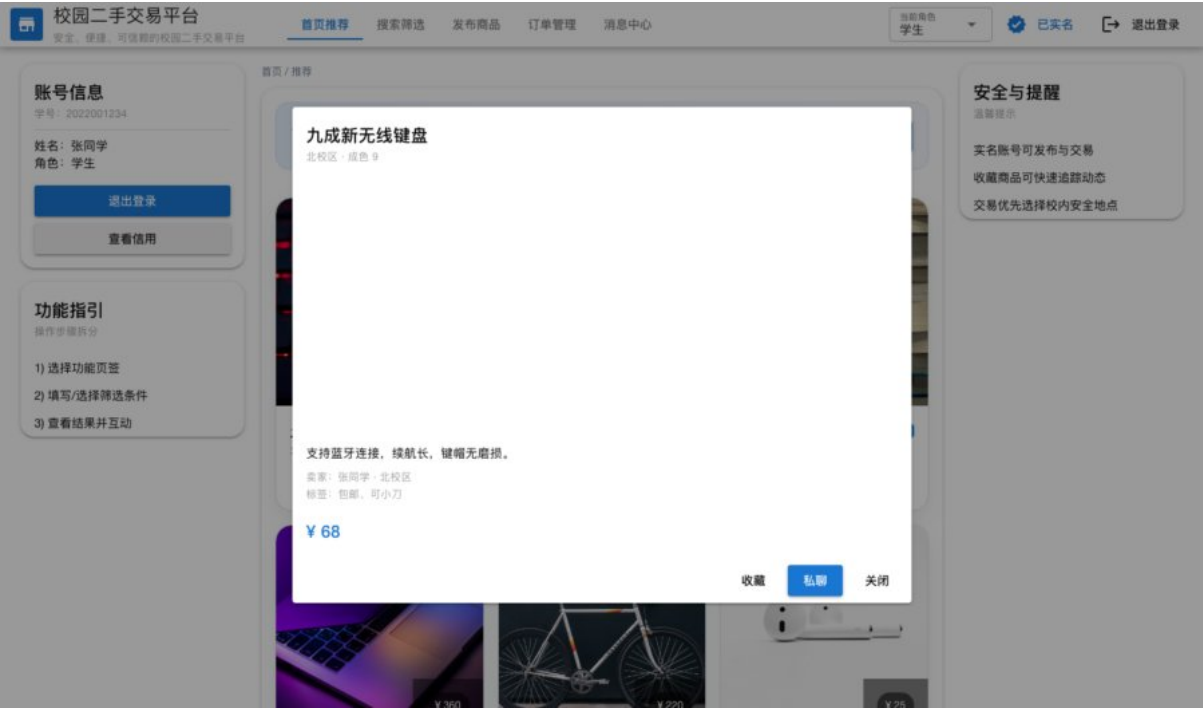 校园二手交易平台
安全、便捷、可信赖的校园二手交易平台
首页推荐 搜索筛选 发布商品 订单管理 消息中心
当前角色
学生
已实名
退出登录
账号信息
学号：2022001234
姓名：张同学
角色：学生
退出登录
查看信用
功能指引
操作步骤拆分
1) 选择功能页签
2) 填写/选择筛选条件
3) 查看结果并互动
首页 / 推荐
九成新无线键盘
北校区 · 成色 9
支持蓝牙连接，续航长，键帽无磨损。
卖家：张同学 · 北校区
标签：包邮、可小刀
¥ 68
收藏 私聊 关闭
¥ 360
¥ 220
¥ 25
安全与提醒
温馨提示
实名账号可发布与交易
收藏商品可快速追踪动态
交易优先选择校内安全地点